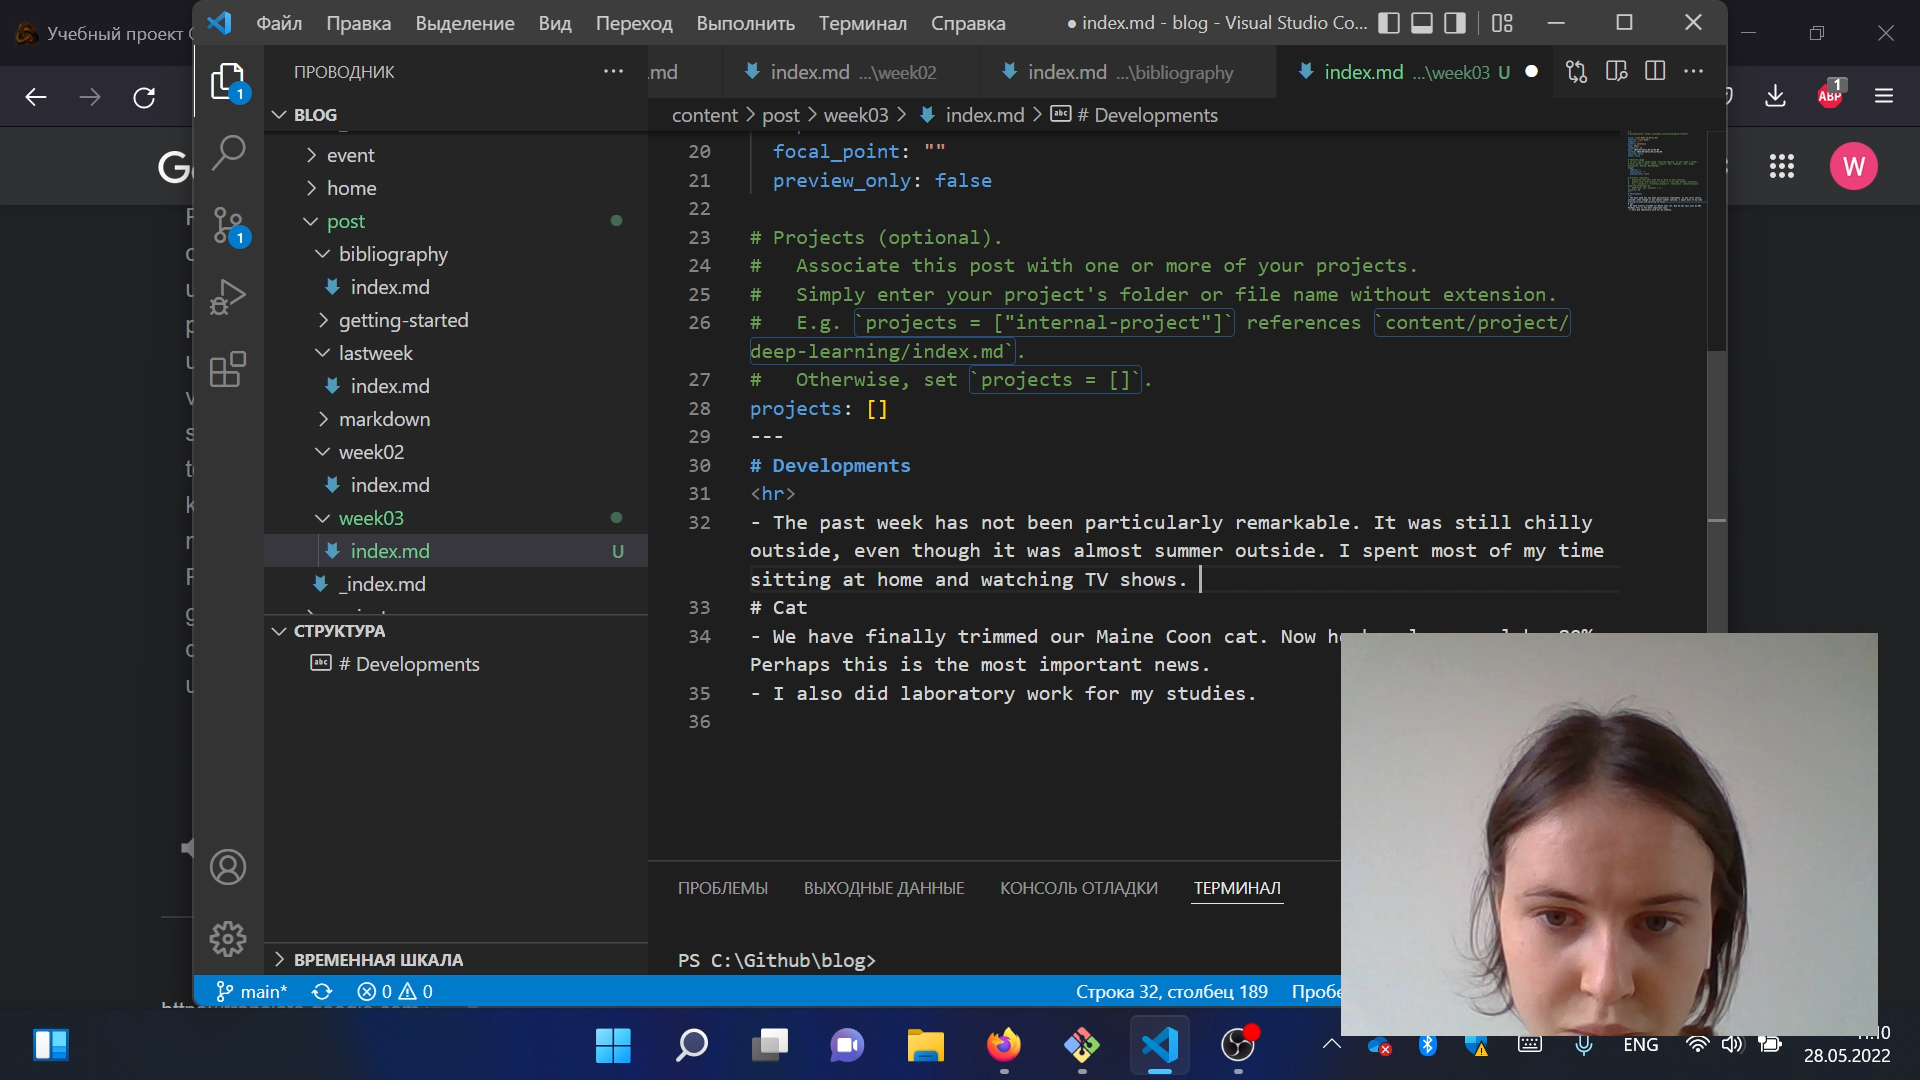 Учебный проект
Файл Правка Выделение Вид Переход Выполнить Терминал Справка
● index.md - blog - Visual Studio Co...
ПРОВОДНИК
.md
index.md ...\week02
index.md ...\bibliography
index.md ...\week03 U
BLOG
content > post > week03 > index.md > # Developments
event
home
post
bibliography
index.md
getting-started
lastweek
index.md
markdown
week02
index.md
week03
index.md U
_index.md
СТРУКТУРА
# Developments
ВРЕМЕННАЯ ШКАЛА
20 focal_point: ""
21 preview_only: false
22
23 # Projects (optional).
24 #   Associate this post with one or more of your projects.
25 #   Simply enter your project's folder or file name without extension.
26 #   E.g. `projects = ["internal-project"]` references `content/project/
deep-learning/index.md`.
27 #   Otherwise, set `projects = []`.
28 projects: []
29 ---
30 # Developments
31 <hr>
32 - The past week has not been particularly remarkable. It was still chilly
outside, even though it was almost summer outside. I spent most of my time
sitting at home and watching TV shows.
33 # Cat
34 - We have finally trimmed our Maine Coon cat. Now
Perhaps this is the most important news.
35 - I also did laboratory work for my studies.
36
ПРОБЛЕМЫ ВЫХОДНЫЕ ДАННЫЕ КОНСОЛЬ ОТЛАДКИ ТЕРМИНАЛ
PS C:\Github\blog>
main* 0 0
Строка 32, столбец 189
ABP 1
W
1
1
ENG
28.05.2022